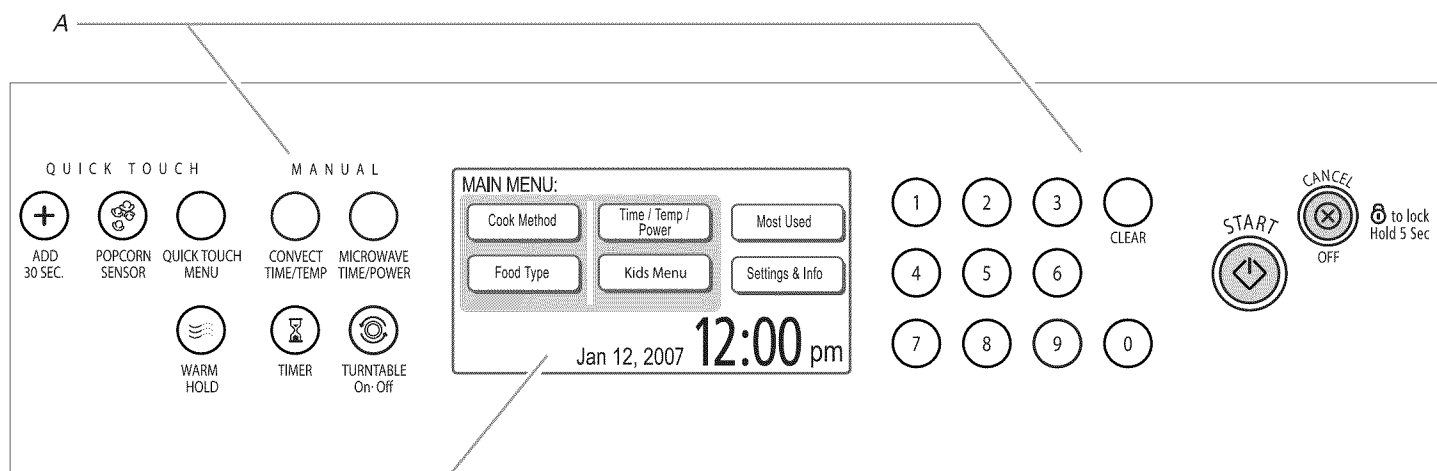 A
QUICK TOUCH
MANUAL
ADD
30 SEC.
POPCORN
SENSOR
QUICK TOUCH
MENU
CONVECT
TIME/TEMP
MICROWAVE
TIME/POWER
WARM
HOLD
TIMER
TURNTABLE
On·Off
MAIN MENU:
Cook Method
Time / Temp /
Power
Most Used
Food Type
Kids Menu
Settings & Info
Jan 12, 2007 12:00 pm
1 2 3
CLEAR
4 5 6
7 8 9 0
START
CANCEL
OFF
to lock
Hold 5 Sec